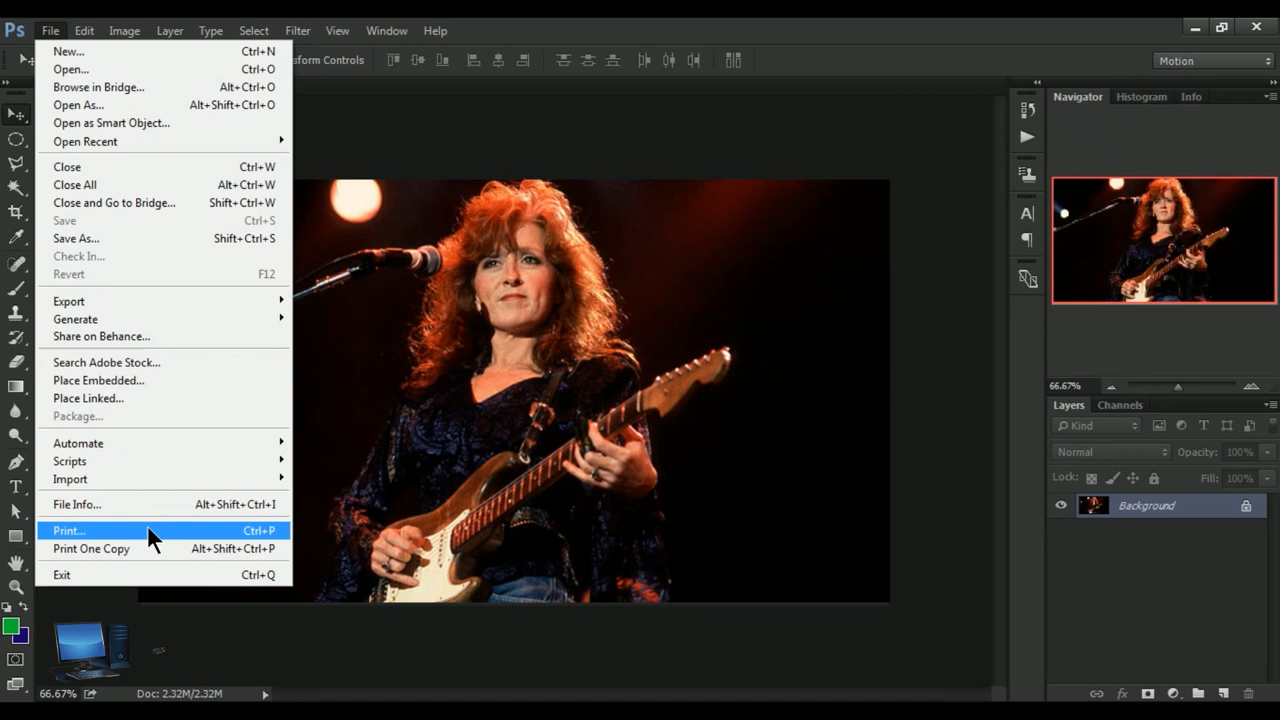 Ps File Edit Image Layer Type Select Filter View Window Help
nsform Controls
Motion
New... Ctrl+N
Open... Ctrl+O
Browse in Bridge... Alt+Ctrl+O
Open As... Alt+Shift+Ctrl+O
Open as Smart Object...
Open Recent
Close Ctrl+W
Close All Alt+Ctrl+W
Close and Go to Bridge... Shift+Ctrl+W
Save Ctrl+S
Save As... Shift+Ctrl+S
Check In...
Revert F12
Export
Generate
Share on Behance...
Search Adobe Stock...
Place Embedded...
Place Linked...
Package...
Automate
Scripts
Import
File Info... Alt+Shift+Ctrl+I
Print... Ctrl+P
Print One Copy Alt+Shift+Ctrl+P
Exit Ctrl+Q
Navigator Histogram Info
66.67%
Layers Channels
Kind
Normal Opacity: 100%
Lock: Fill: 100%
Background
66.67% Doc: 2.32M/2.32M